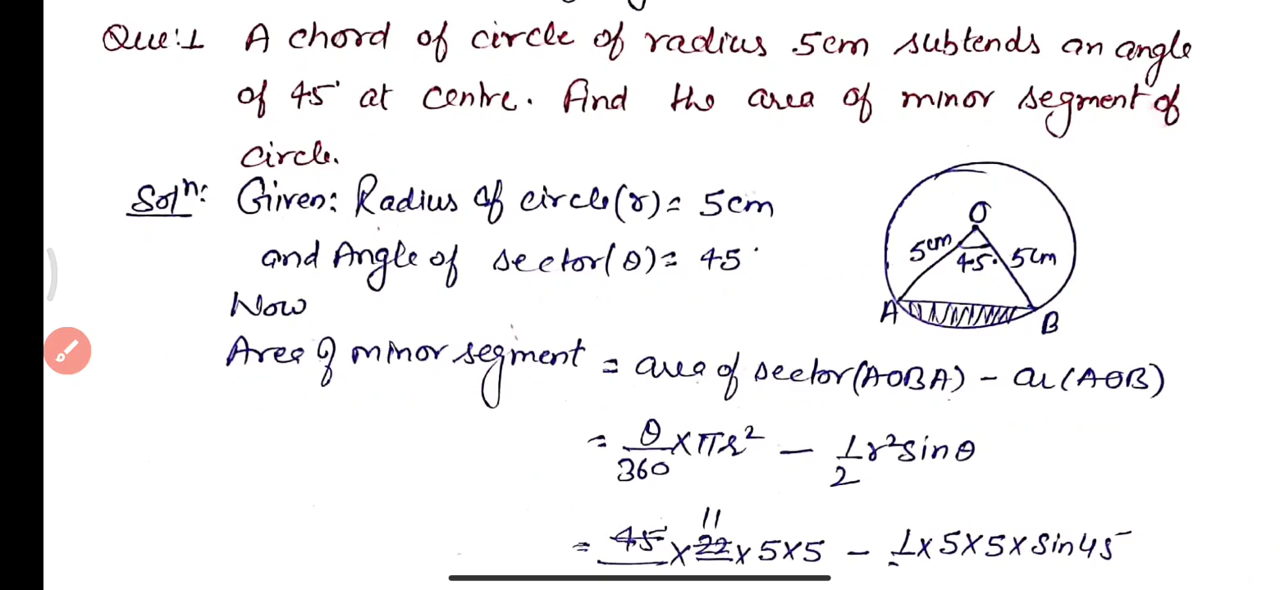 Que:1 A chord of circle of radius 5cm subtends an angle
of 45° at centre. Find the area of minor segment of
circle.
Solⁿ: Given: Radius of circle(r) = 5cm
and Angle of sector(θ) = 45°
Now
Area of minor segment = area of sector(AOBA) - ar(AOB)
= θ/360 × πr² - 1/2 r² sin θ
= 45 × 22 × 5×5 - 1 × 5×5× sin 45
11
O
5cm
45°
5cm
A
B